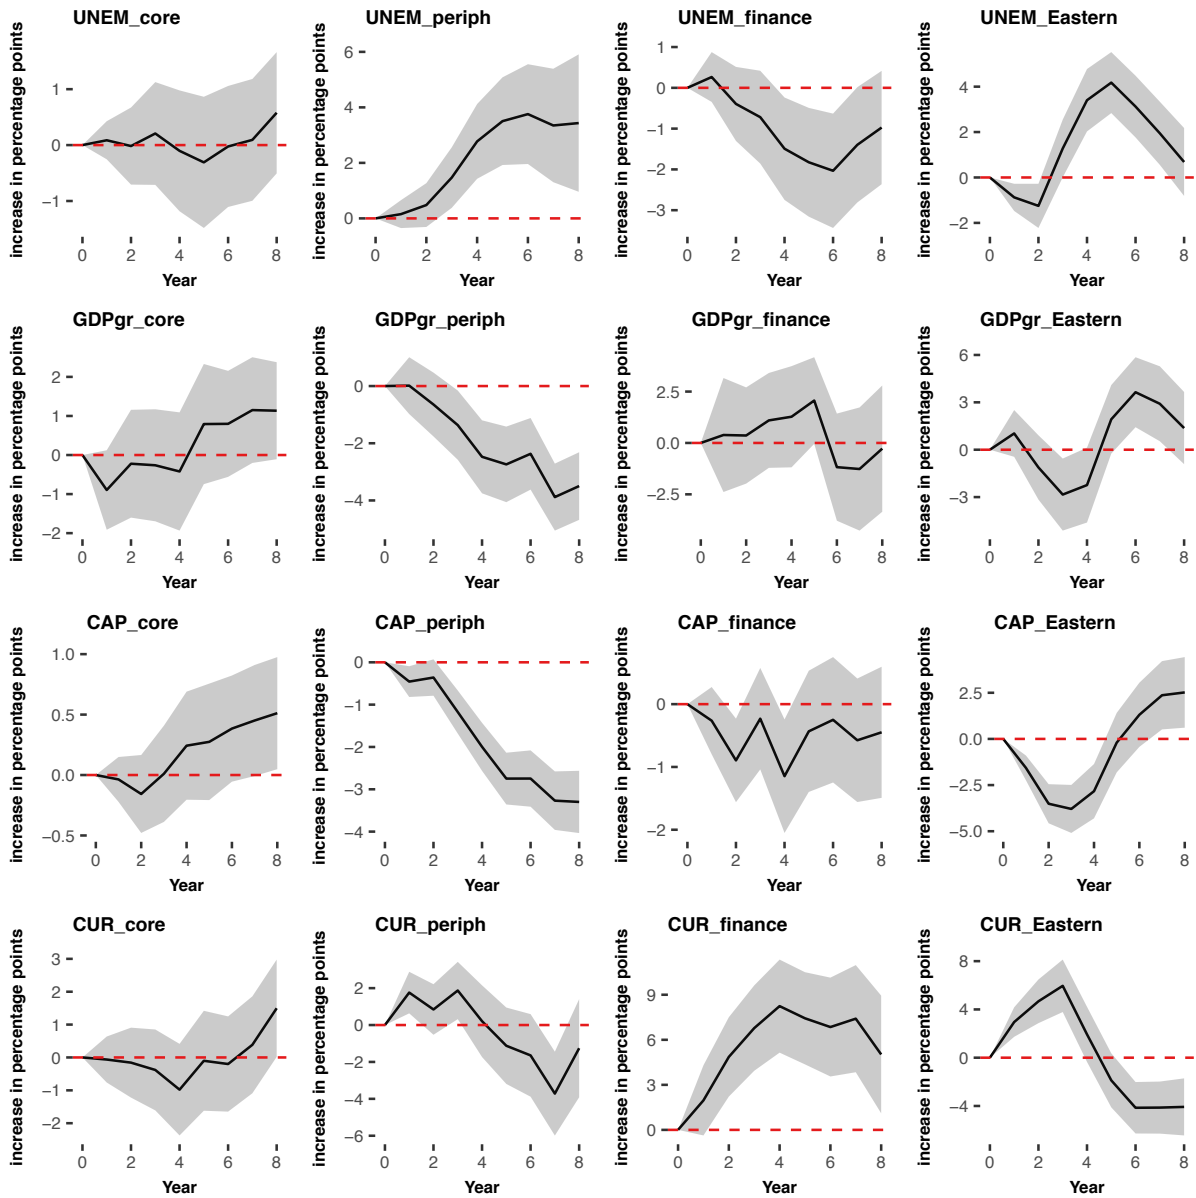 UNEM_core
UNEM_periph
UNEM_finance
UNEM_Eastern
increase in percentage points
1
0
−1
0 2 4 6 8
Year
increase in percentage points
6
4
2
0
0 2 4 6 8
Year
increase in percentage points
1
0
−1
−2
−3
0 2 4 6 8
Year
increase in percentage points
4
2
0
−2
0 2 4 6 8
Year
GDPgr_core
GDPgr_periph
GDPgr_finance
GDPgr_Eastern
increase in percentage points
2
1
0
−1
−2
0 2 4 6 8
Year
increase in percentage points
0
−2
−4
0 2 4 6 8
Year
increase in percentage points
2.5
0.0
−2.5
0 2 4 6 8
Year
increase in percentage points
6
3
0
−3
0 2 4 6 8
Year
CAP_core
CAP_periph
CAP_finance
CAP_Eastern
increase in percentage points
1.0
0.5
0.0
−0.5
0 2 4 6 8
Year
increase in percentage points
0
−1
−2
−3
−4
0 2 4 6 8
Year
increase in percentage points
0
−1
−2
0 2 4 6 8
Year
increase in percentage points
2.5
0.0
−2.5
−5.0
0 2 4 6 8
Year
CUR_core
CUR_periph
CUR_finance
CUR_Eastern
increase in percentage points
3
2
1
0
−1
−2
0 2 4 6 8
Year
increase in percentage points
2
0
−2
−4
−6
0 2 4 6 8
Year
increase in percentage points
9
6
3
0
0 2 4 6 8
Year
increase in percentage points
8
4
0
−4
0 2 4 6 8
Year